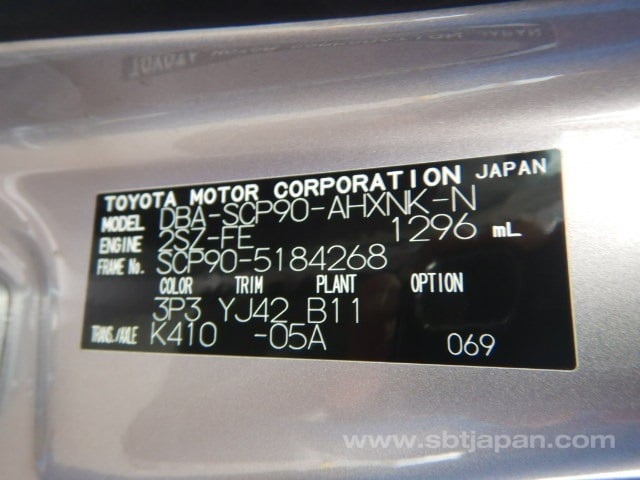 TOYOTA MOTOR CORPORATION JAPAN
MODEL DBA-SCP90-AHXNK-N
ENGINE 2SZ-FE 1296 mL
FRAME No. SCP90-5184268
COLOR TRIM PLANT OPTION
3P3 YJ42 B11
TRANS./AXLE K410 -05A 069
www.sbtjapan.com